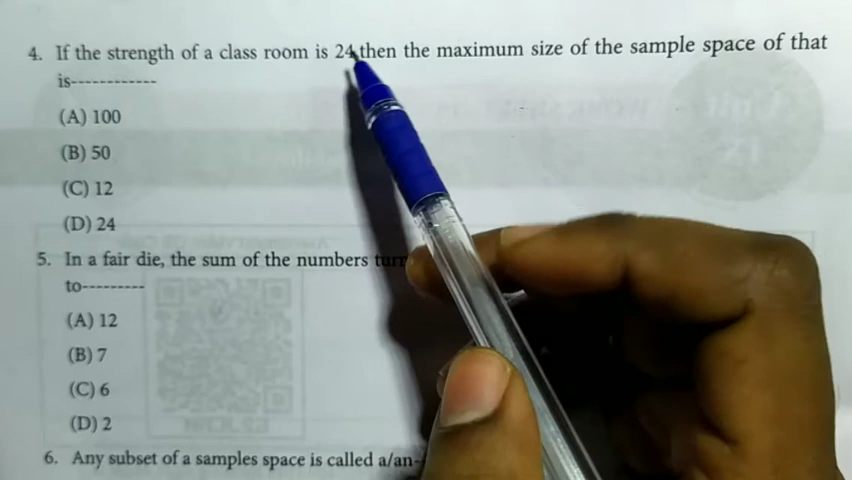 4. If the strength of a class room is 24 then the maximum size of the sample space of that
is------------
(A) 100
(B) 50
(C) 12
(D) 24
5. In a fair die, the sum of the numbers turn
to---------
(A) 12
(B) 7
(C) 6
(D) 2
6. Any subset of a samples space is called a/an-